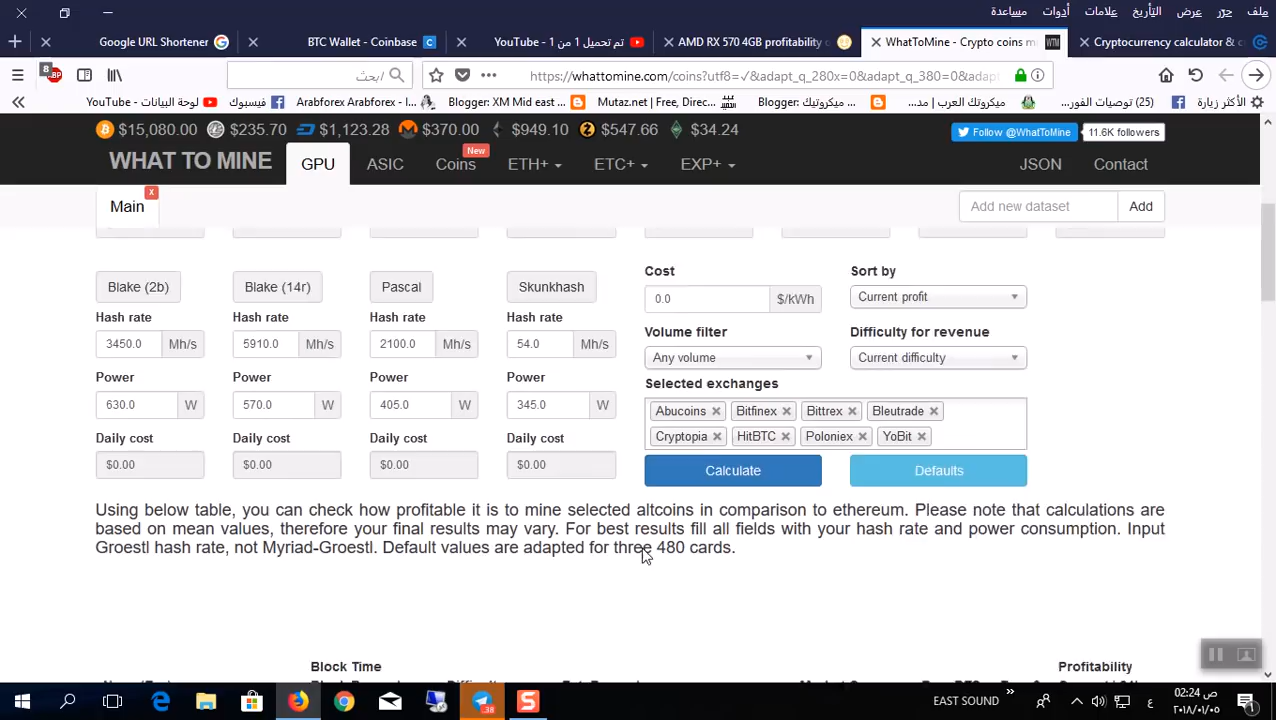 ملف تحرّر عرض التأريخ علامات أدوات مساعدة
Google URL Shortener
BTC Wallet - Coinbase
YouTube - 1 تم تحميل 1 من
AMD RX 570 4GB profitability
WhatToMine - Crypto coins m
Cryptocurrency calculator &
ابحث
https://whattomine.com/coins?utf8=✓&adapt_q_280x=0&adapt_q_380=0&adapt_
YouTube - لوحة البيانات
فيسبوك
Arabforex Arabforex - I...
Blogger: XM Mid east ...
Mutaz.net | Free, Direc...
Blogger: ميكروتيك
ميكروتك العرب | مد...
(25) توصيات الفور...
الأكثر زيارة
$15,080.00 $235.70 $1,123.28 $370.00 $949.10 $547.66 $34.24
Follow @WhatToMine 11.6K followers
New
WHAT TO MINE GPU ASIC Coins ETH+ ETC+ EXP+ JSON Contact
x
Main Add new dataset Add
Blake (2b) Blake (14r) Pascal Skunkhash
Cost Sort by
0.0 $/kWh Current profit
Hash rate Hash rate Hash rate Hash rate
3450.0 Mh/s 5910.0 Mh/s 2100.0 Mh/s 54.0 Mh/s
Volume filter Difficulty for revenue
Any volume Current difficulty
Power Power Power Power
630.0 W 570.0 W 405.0 W 345.0 W
Selected exchanges
Abucoins × Bitfinex × Bittrex × Bleutrade ×
Cryptopia × HitBTC × Poloniex × YoBit ×
Daily cost Daily cost Daily cost Daily cost
$0.00 $0.00 $0.00 $0.00
Calculate Defaults
Using below table, you can check how profitable it is to mine selected altcoins in comparison to ethereum. Please note that calculations are
based on mean values, therefore your final results may vary. For best results fill all fields with your hash rate and power consumption. Input
Groestl hash rate, not Myriad-Groestl. Default values are adapted for three 480 cards.
Block Time
Profitability
38
EAST SOUND
ع
02:24 ص
٢٠١٨/٠١/٠٥